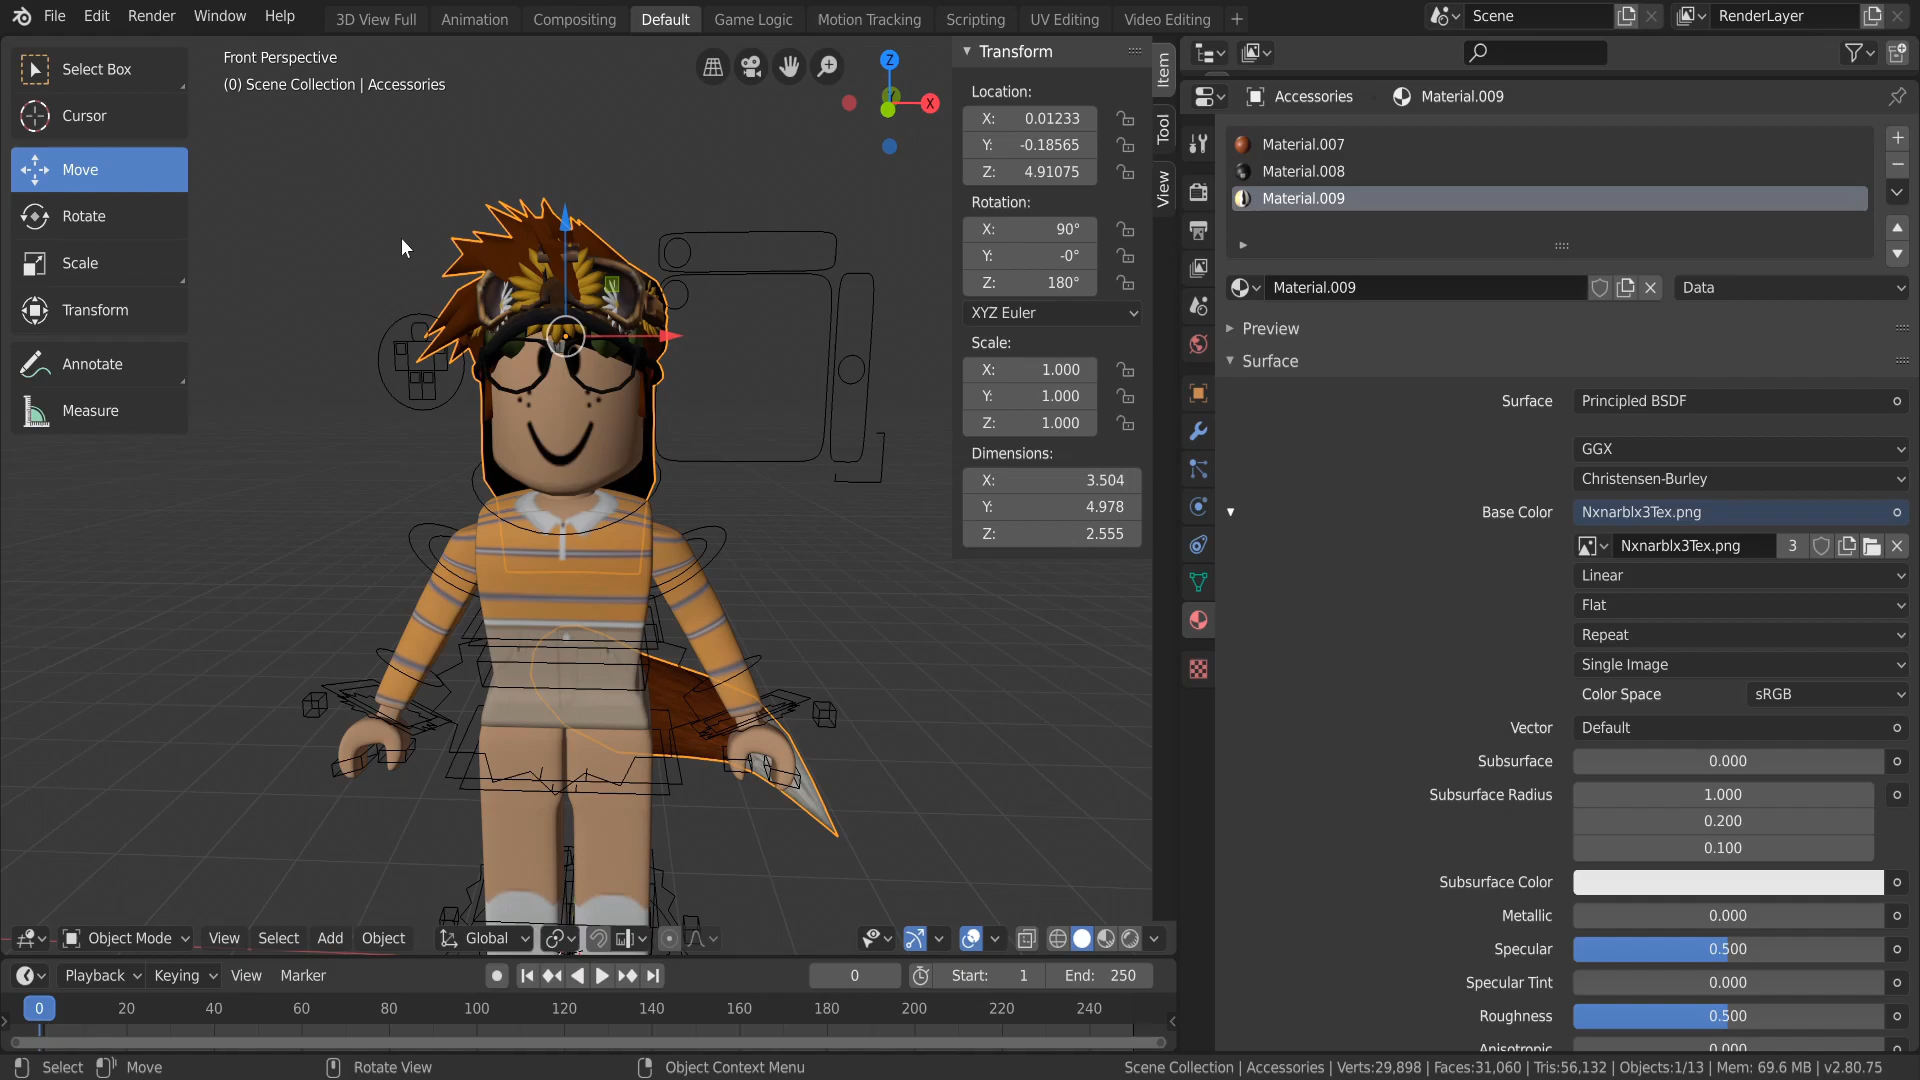 File Edit Render Window Help 3D View Full Animation Compositing Default Game Logic Motion Tracking Scripting UV Editing Video Editing + Scene RenderLayer
Select Box
Cursor
Move
Rotate
Scale
Transform
Annotate
Measure
Front Perspective
(0) Scene Collection | Accessories
Z
Y
X
Transform
Location:
X: 0.01233
Y: -0.18565
Z: 4.91075
Rotation:
X: 90°
Y: -0°
Z: 180°
XYZ Euler
Scale:
X: 1.000
Y: 1.000
Z: 1.000
Dimensions:
X: 3.504
Y: 4.978
Z: 2.555
Item
Tool
View
Accessories Material.009
Material.007
Material.008
Material.009
Material.009 Data
Preview
Surface
Surface Principled BSDF
GGX
Christensen-Burley
Base Color Nxnarblx3Tex.png
Nxnarblx3Tex.png 3
Linear
Flat
Repeat
Single Image
Color Space sRGB
Vector Default
Subsurface 0.000
Subsurface Radius 1.000
0.200
0.100
Subsurface Color
Metallic 0.000
Specular 0.500
Specular Tint 0.000
Roughness 0.500
Anisotropic 0.000
Object Mode View Select Add Object Global
Playback Keying View Marker 0 Start: 1 End: 250
0 20 40 60 80 100 120 140 160 180 200 220 240
Select Move Rotate View Object Context Menu Scene Collection | Accessories | Verts:29,898 | Faces:31,060 | Tris:56,132 | Objects:1/13 | Mem: 69.6 MB | v2.80.75